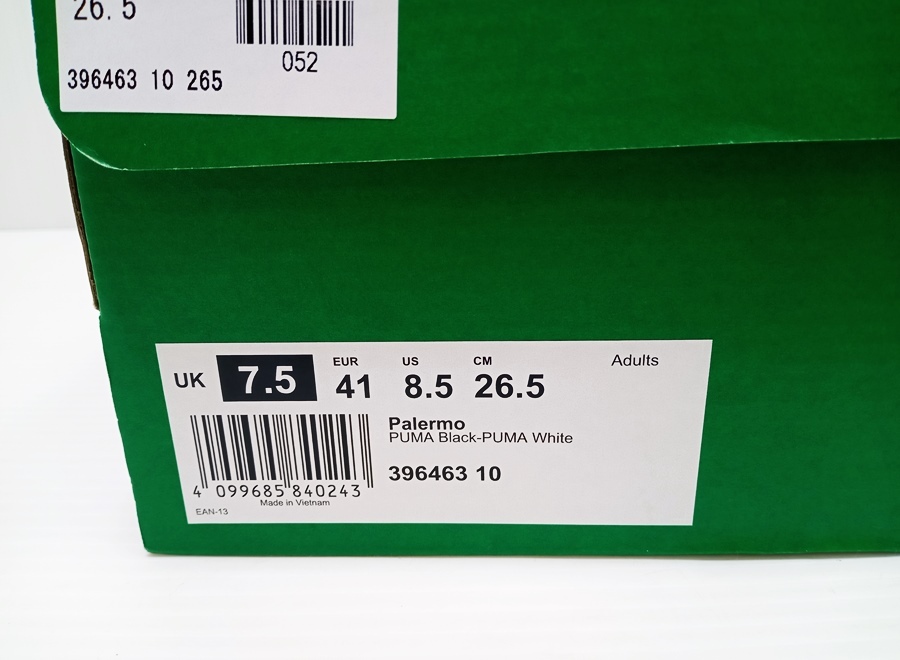 26.5
052
396463 10 265
UK 7.5 EUR 41 US 8.5 CM 26.5 Adults
Palermo
PUMA Black-PUMA White
396463 10
4 099685 840243
Made in Vietnam
EAN-13